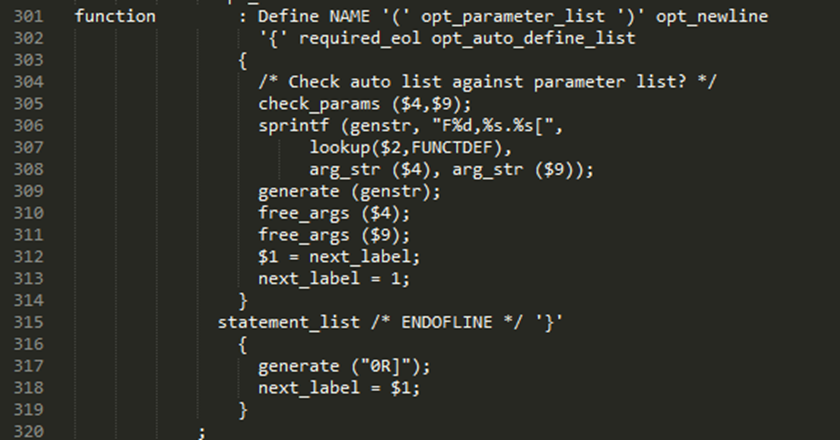 301 function : Define NAME '(' opt_parameter_list ')' opt_newline
302 '{' required_eol opt_auto_define_list
303 {
304 /* Check auto list against parameter list? */
305 check_params ($4,$9);
306 sprintf (genstr, "F%d,%s.%s[",
307 lookup($2,FUNCTDEF),
308 arg_str ($4), arg_str ($9));
309 generate (genstr);
310 free_args ($4);
311 free_args ($9);
312 $1 = next_label;
313 next_label = 1;
314 }
315 statement_list /* ENDOFLINE */ '}'
316 {
317 generate ("0R]");
318 next_label = $1;
319 }
320 ;